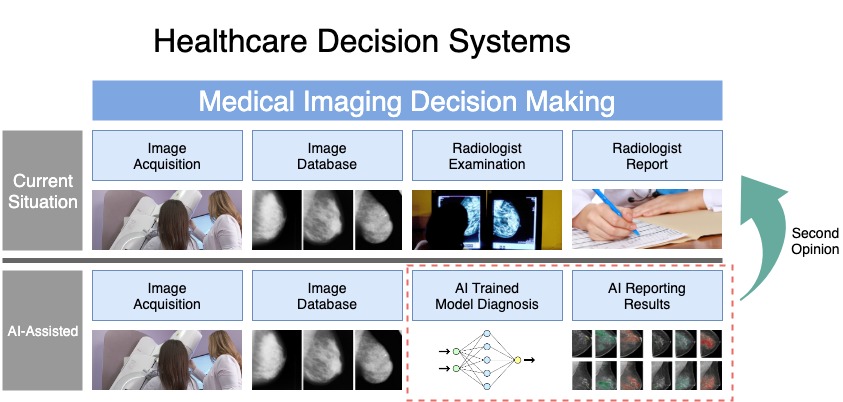 Healthcare Decision Systems
Medical Imaging Decision Making
Current
Situation
Image
Acquisition
Image
Database
Radiologist
Examination
Radiologist
Report
Second
Opinion
AI-Assisted
Image
Acquisition
Image
Database
AI Trained
Model Diagnosis
AI Reporting
Results